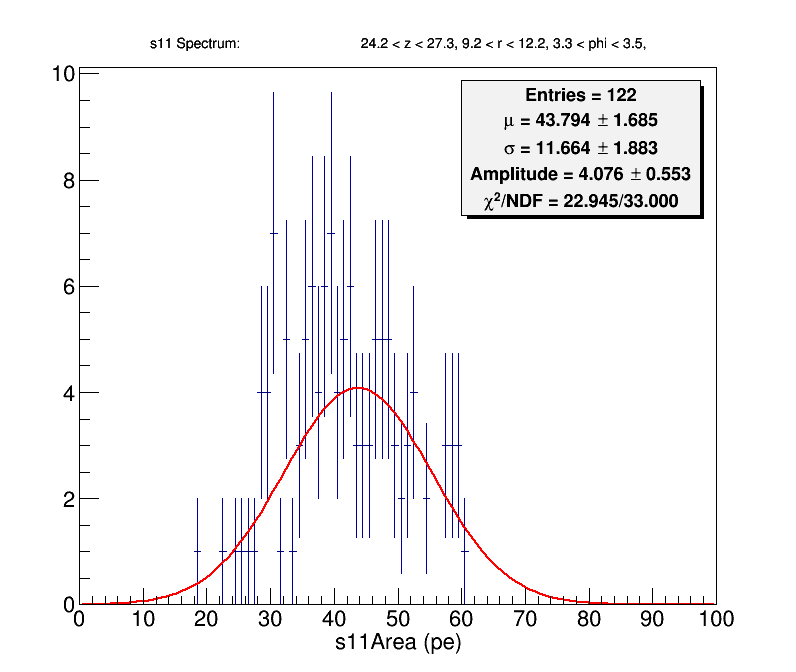 s11 Spectrum: 24.2 < z < 27.3, 9.2 < r < 12.2, 3.3 < phi < 3.5,
Entries = 122
μ = 43.794 ± 1.685
σ = 11.664 ± 1.883
Amplitude = 4.076 ± 0.553
χ²/NDF = 22.945/33.000
10
8
6
4
2
0
0 10 20 30 40 50 60 70 80 90 100
s11Area (pe)